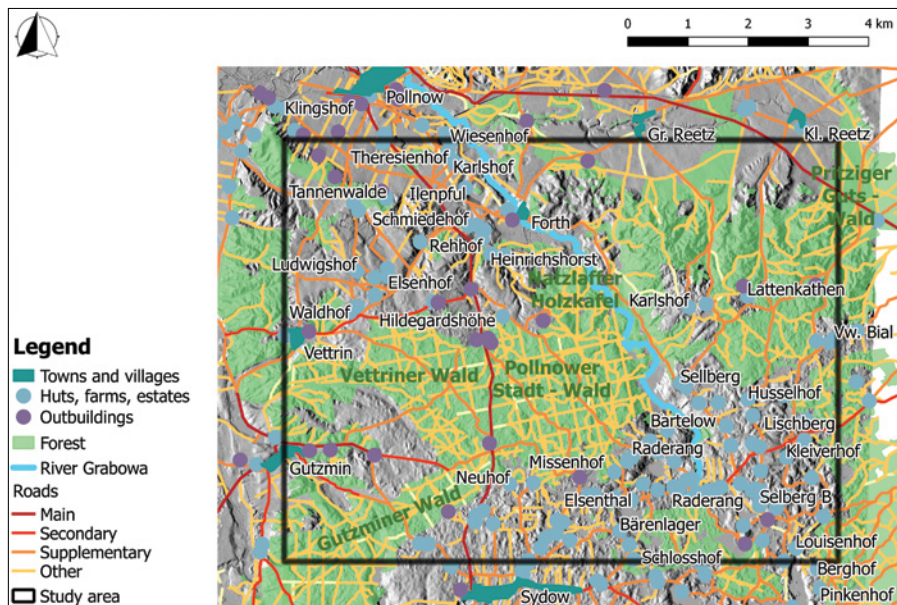 0 1 2 3 4 km
Pollnow
Klingshof
Wiesenhof
Gr. Reetz
Kl. Reetz
Theresienhof
Karlshof
Pritziger
Guts -
Wald
Tannenwalde
Ilenpful
Schmiedehof
Forth
Rehhof
Heinrichshorst
Ludwigshof
Natzlaffer
Holzkafel
Elsenhof
Karlshof
Lattenkathen
Waldhof
Hildegardshöhe
Vw. Bial
Vettrin
Vettriner Wald
Pollnower
Stadt - Wald
Sellberg
Husselhof
Bartelow
Lischberg
Raderang
Kleiverhof
Gutzmin
Neuhof
Missenhof
Elsenthal
Raderang
Selberg B.
Gutzminer Wald
Bärenlager
Louisenhof
Schlosshof
Berghof
Sydow
Pinkenhof
Legend
Towns and villages
Huts, farms, estates
Outbuildings
Forest
River Grabowa
Roads
Main
Secondary
Supplementary
Other
Study area